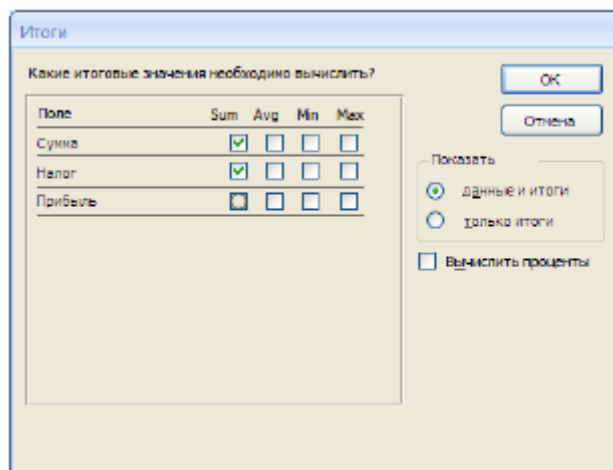 Итоги
Какие итоговые значения необходимо вычислить?
OK
Отмена
Поле Sum Avg Min Max
Сумма
Налог
Прибыль
Показать
данные и итоги
только итоги
Вычислить проценты